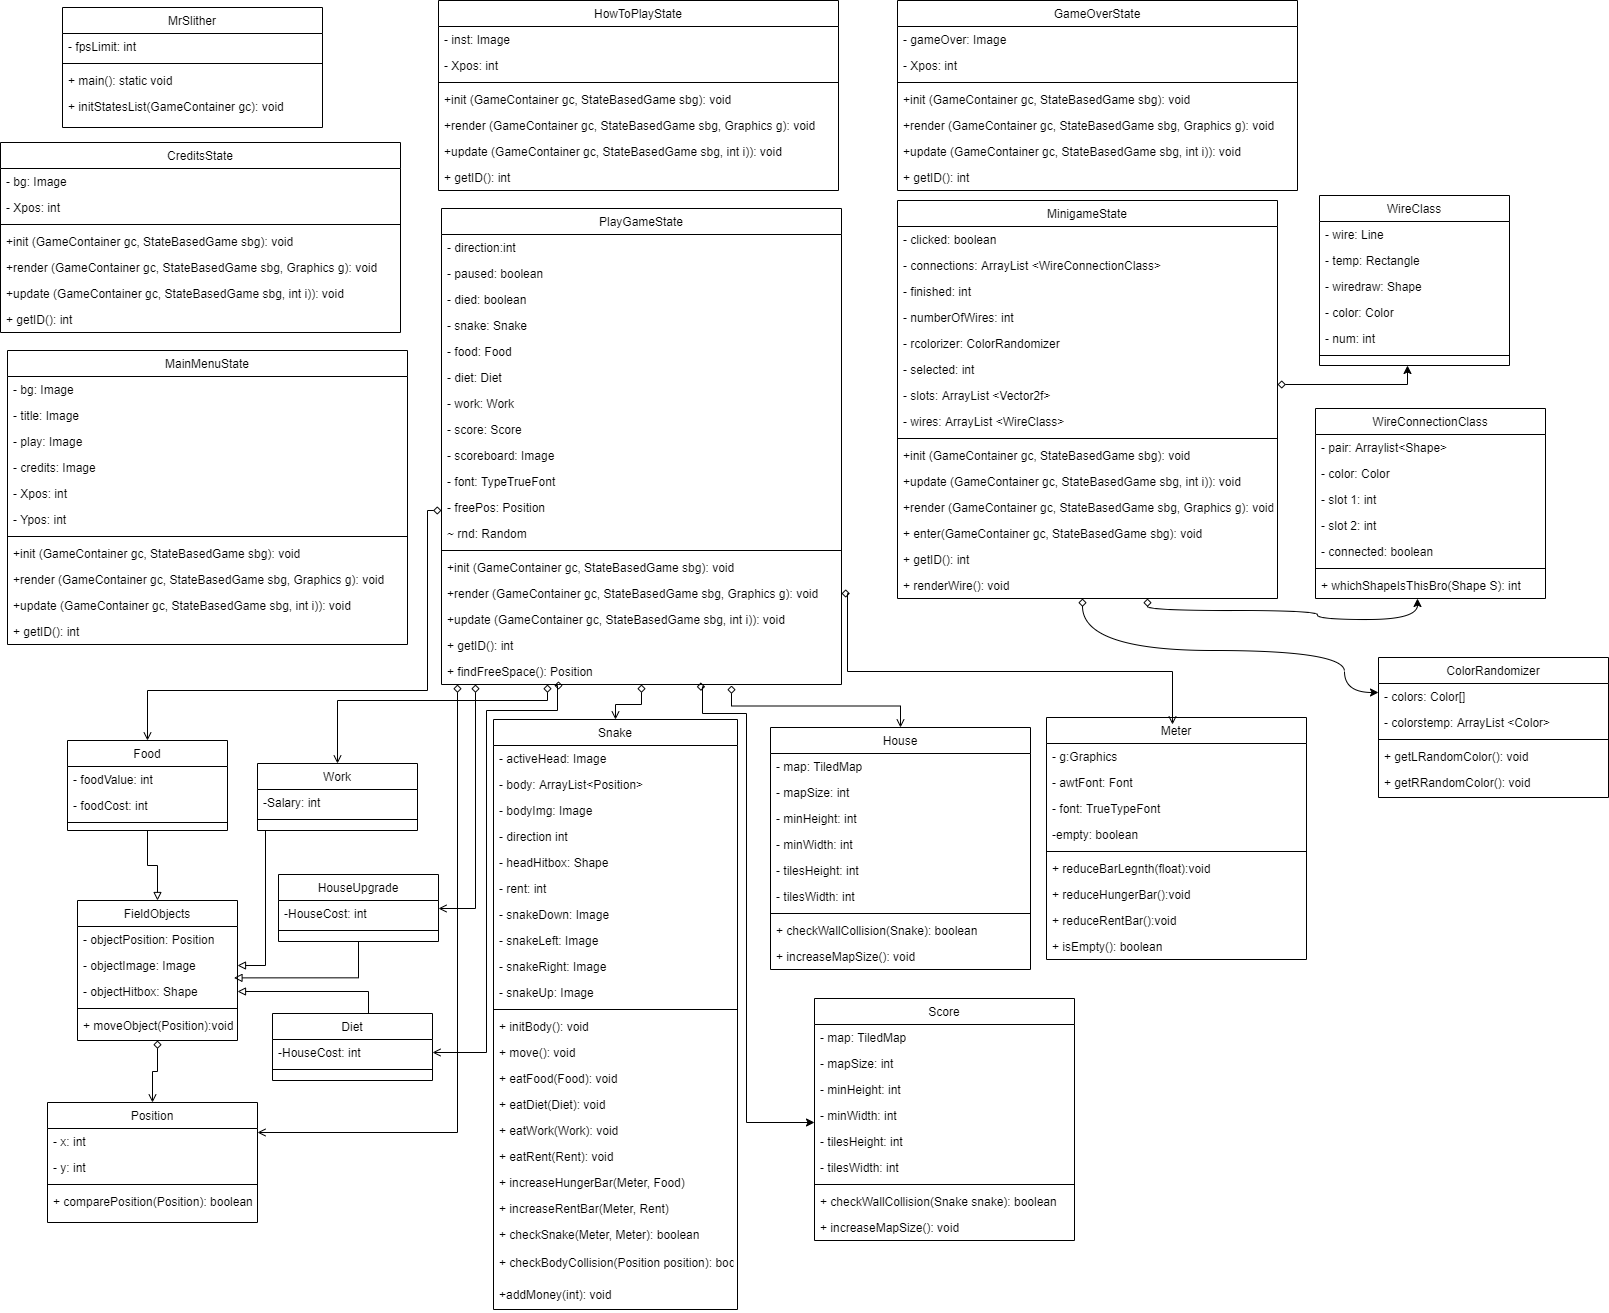 MrSlither
- fpsLimit: int
+ main(): static void
+ initStatesList(GameContainer gc): void
HowToPlayState
- inst: Image
- Xpos: int
+init (GameContainer gc, StateBasedGame sbg): void
+render (GameContainer gc, StateBasedGame sbg, Graphics g): void
+update (GameContainer gc, StateBasedGame sbg, int i)): void
+ getID(): int
GameOverState
- gameOver: Image
- Xpos: int
+init (GameContainer gc, StateBasedGame sbg): void
+render (GameContainer gc, StateBasedGame sbg, Graphics g): void
+update (GameContainer gc, StateBasedGame sbg, int i)): void
+ getID(): int
CreditsState
- bg: Image
- Xpos: int
+init (GameContainer gc, StateBasedGame sbg): void
+render (GameContainer gc, StateBasedGame sbg, Graphics g): void
+update (GameContainer gc, StateBasedGame sbg, int i)): void
+ getID(): int
MainMenuState
- bg: Image
- title: Image
- play: Image
- credits: Image
- Xpos: int
- Ypos: int
+init (GameContainer gc, StateBasedGame sbg): void
+render (GameContainer gc, StateBasedGame sbg, Graphics g): void
+update (GameContainer gc, StateBasedGame sbg, int i)): void
+ getID(): int
PlayGameState
- direction:int
- paused: boolean
- died: boolean
- snake: Snake
- food: Food
- diet: Diet
- work: Work
- score: Score
- scoreboard: Image
- font: TypeTrueFont
- freePos: Position
~ rnd: Random
+init (GameContainer gc, StateBasedGame sbg): void
+render (GameContainer gc, StateBasedGame sbg, Graphics g): void
+update (GameContainer gc, StateBasedGame sbg, int i)): void
+ getID(): int
+ findFreeSpace(): Position
MinigameState
- clicked: boolean
- connections: ArrayList <WireConnectionClass>
- finished: int
- numberOfWires: int
- rcolorizer: ColorRandomizer
- selected: int
- slots: ArrayList <Vector2f>
- wires: ArrayList <WireClass>
+init (GameContainer gc, StateBasedGame sbg): void
+update (GameContainer gc, StateBasedGame sbg, int i)): void
+render (GameContainer gc, StateBasedGame sbg, Graphics g): void
+ enter(GameContainer gc, StateBasedGame sbg): void
+ getID(): int
+ renderWire(): void
WireClass
- wire: Line
- temp: Rectangle
- wiredraw: Shape
- color: Color
- num: int
WireConnectionClass
- pair: Arraylist<Shape>
- color: Color
- slot 1: int
- slot 2: int
- connected: boolean
+ whichShapeIsThisBro(Shape S): int
ColorRandomizer
- colors: Color[]
- colorstemp: ArrayList <Color>
+ getLRandomColor(): void
+ getRRandomColor(): void
Food
- foodValue: int
- foodCost: int
Work
-Salary: int
HouseUpgrade
-HouseCost: int
FieldObjects
- objectPosition: Position
- objectImage: Image
- objectHitbox: Shape
+ moveObject(Position):void
Diet
-HouseCost: int
Position
- x: int
- y: int
+ comparePosition(Position): boolean
Snake
- activeHead: Image
- body: ArrayList<Position>
- bodyImg: Image
- direction int
- headHitbox: Shape
- rent: int
- snakeDown: Image
- snakeLeft: Image
- snakeRight: Image
- snakeUp: Image
+ initBody(): void
+ move(): void
+ eatFood(Food): void
+ eatDiet(Diet): void
+ eatWork(Work): void
+ eatRent(Rent): void
+ increaseHungerBar(Meter, Food)
+ increaseRentBar(Meter, Rent)
+ checkSnake(Meter, Meter): boolean
+ checkBodyCollision(Position position): boo
+addMoney(int): void
House
- map: TiledMap
- mapSize: int
- minHeight: int
- minWidth: int
- tilesHeight: int
- tilesWidth: int
+ checkWallCollision(Snake): boolean
+ increaseMapSize(): void
Meter
- g:Graphics
- awtFont: Font
- font: TrueTypeFont
-empty: boolean
+ reduceBarLegnth(float):void
+ reduceHungerBar():void
+ reduceRentBar():void
+ isEmpty(): boolean
Score
- map: TiledMap
- mapSize: int
- minHeight: int
- minWidth: int
- tilesHeight: int
- tilesWidth: int
+ checkWallCollision(Snake snake): boolean
+ increaseMapSize(): void